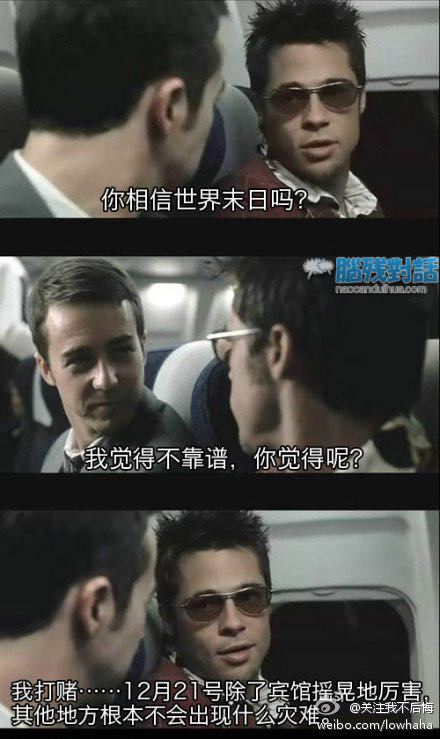 你相信世界末日吗？
腦残對話
naocanduihua.com
我觉得不靠谱，你觉得呢？
我打赌……12月21号除了宾馆摇晃地厉害，
其他地方根本不会出现什么灾难。
@关注我不后悔
weibo.com/lowhaha